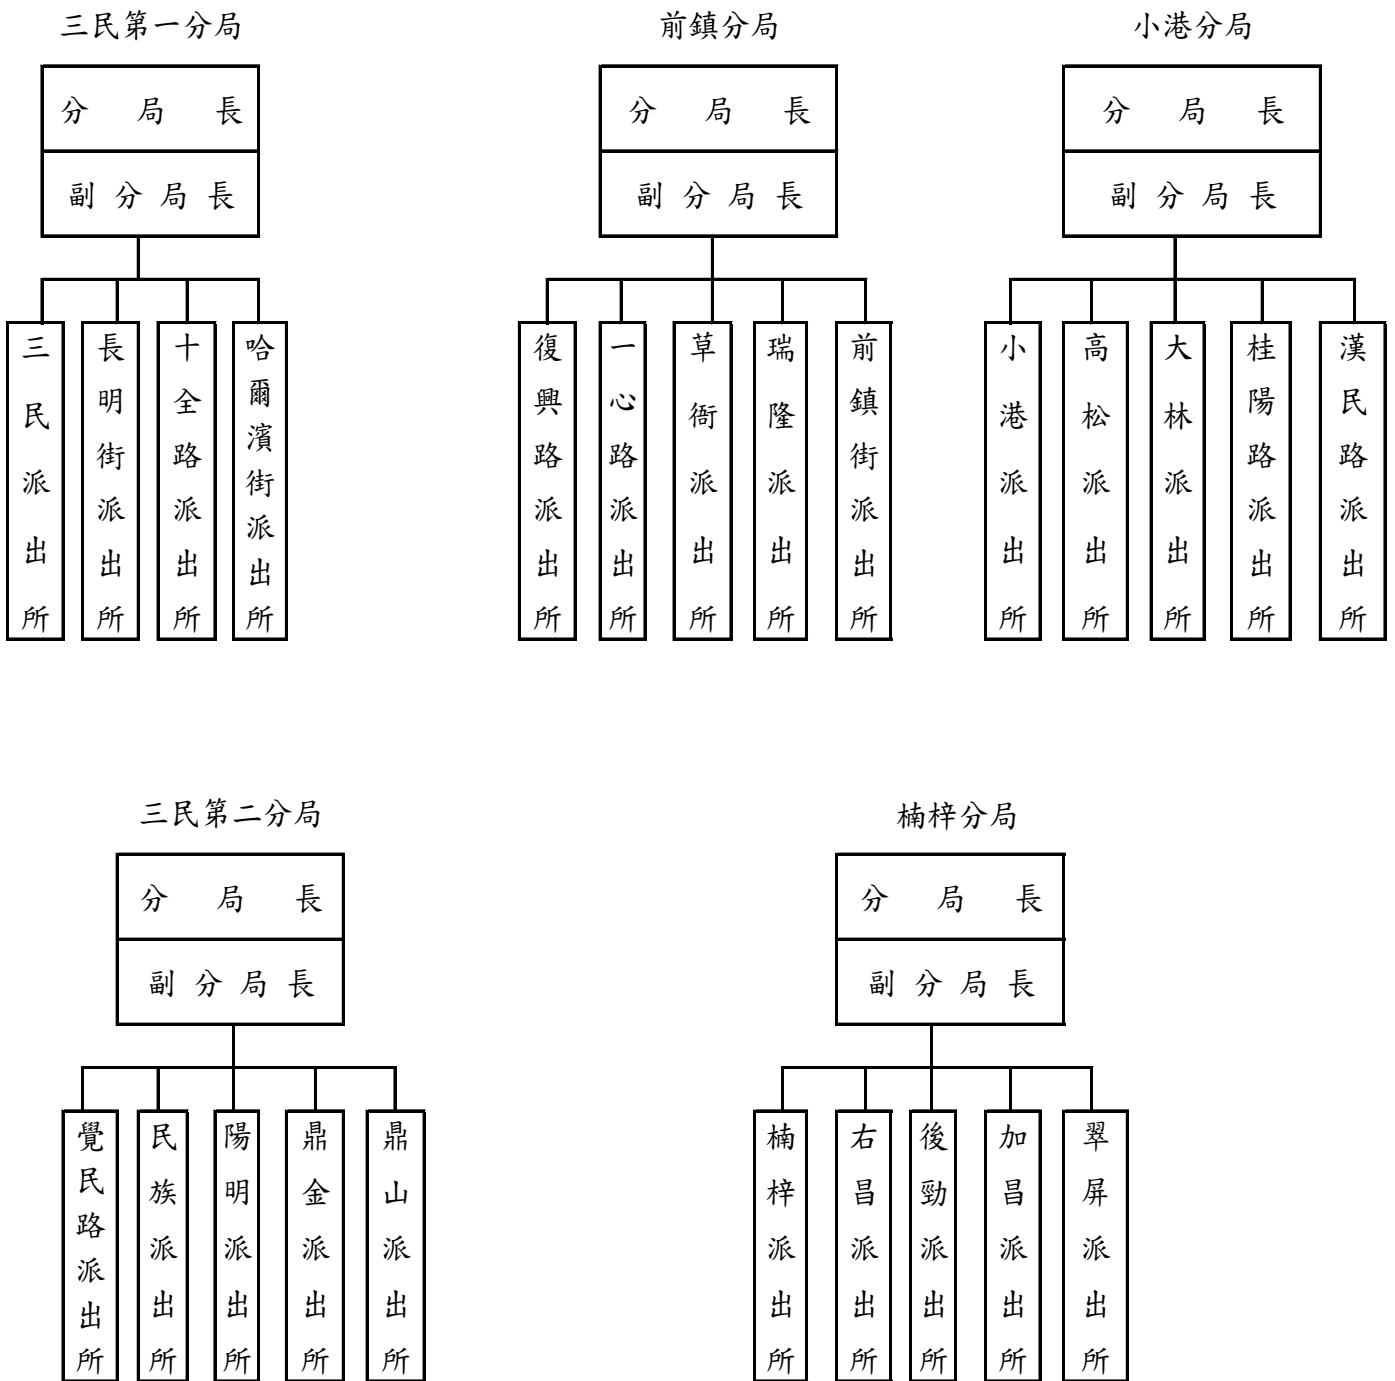 三民第一分局
分局長
副分局長
三民派出所
長明街派出所
十全路派出所
哈爾濱街派出所
前鎮分局
分局長
副分局長
復興路派出所
一心路派出所
草衙派出所
瑞隆派出所
前鎮街派出所
小港分局
分局長
副分局長
小港派出所
高松派出所
大林派出所
桂陽路派出所
漢民路派出所
三民第二分局
分局長
副分局長
覺民路派出所
民族派出所
陽明派出所
鼎金派出所
鼎山派出所
楠梓分局
分局長
副分局長
楠梓派出所
右昌派出所
後勁派出所
加昌派出所
翠屏派出所